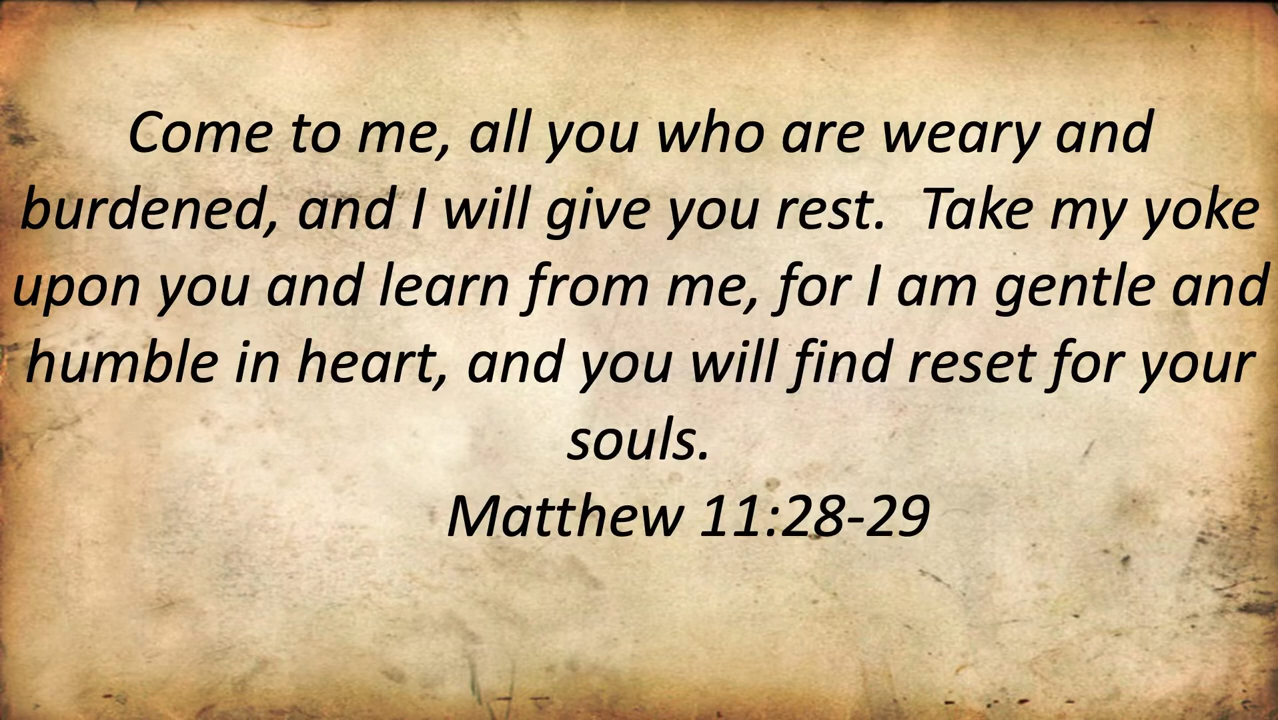 Come to me, all you who are weary and
burdened, and I will give you rest.  Take my yoke
upon you and learn from me, for I am gentle and
humble in heart, and you will find reset for your
souls.
Matthew 11:28-29